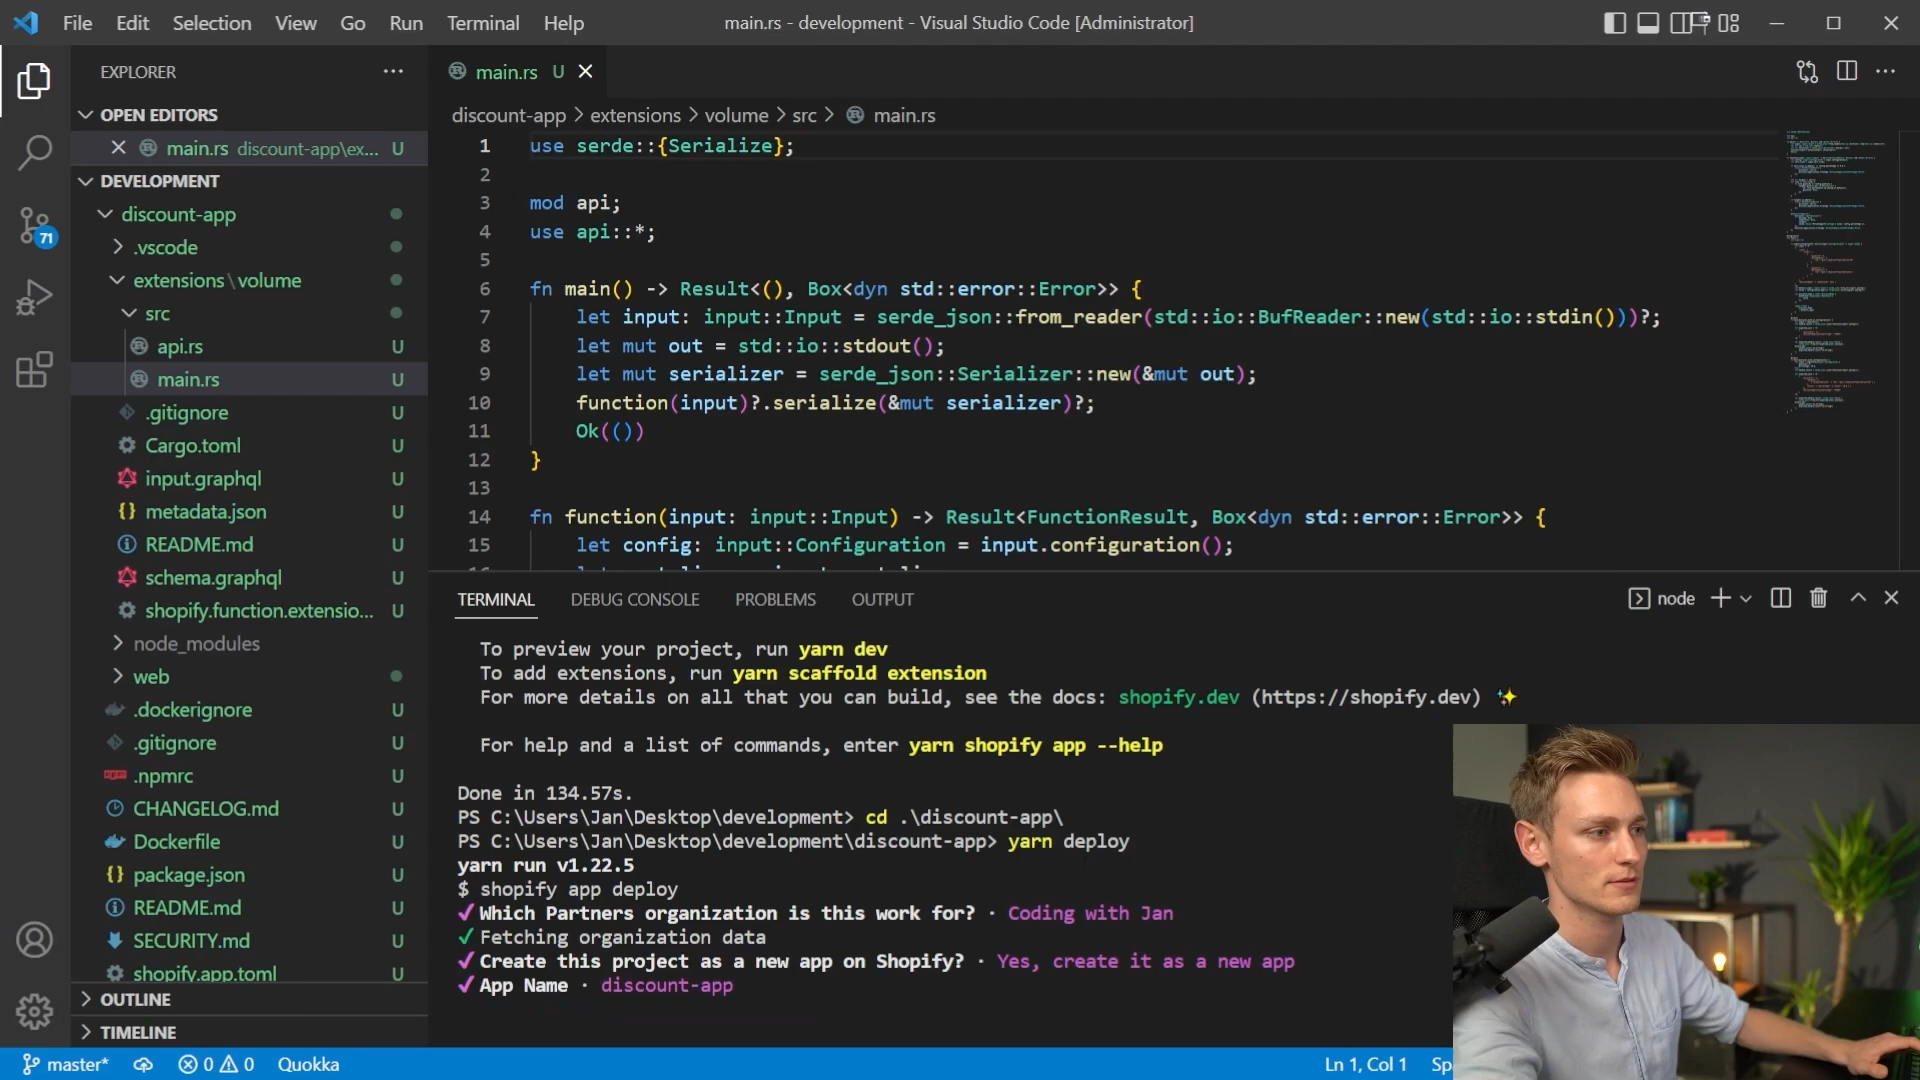 File Edit Selection View Go Run Terminal Help
main.rs - development - Visual Studio Code [Administrator]
EXPLORER
OPEN EDITORS
main.rs discount-app\ex... U
DEVELOPMENT
discount-app
.vscode
extensions\volume
src
api.rs U
main.rs U
.gitignore U
Cargo.toml U
input.graphql U
metadata.json U
README.md U
schema.graphql U
shopify.function.extensio... U
node_modules
web
.dockerignore U
.gitignore U
.npmrc U
CHANGELOG.md U
Dockerfile U
package.json U
README.md U
SECURITY.md U
shopify.app.toml U
OUTLINE
TIMELINE
71
main.rs U
discount-app > extensions > volume > src > main.rs
1 use serde::{Serialize};
2
3 mod api;
4 use api::*;
5
6 fn main() -> Result<(), Box<dyn std::error::Error>> {
7 let input: input::Input = serde_json::from_reader(std::io::BufReader::new(std::io::stdin()))?;
8 let mut out = std::io::stdout();
9 let mut serializer = serde_json::Serializer::new(&mut out);
10 function(input)?.serialize(&mut serializer)?;
11 Ok(())
12 }
13
14 fn function(input: input::Input) -> Result<FunctionResult, Box<dyn std::error::Error>> {
15 let config: input::Configuration = input.configuration();
TERMINAL DEBUG CONSOLE PROBLEMS OUTPUT
node
To preview your project, run yarn dev
To add extensions, run yarn scaffold extension
For more details on all that you can build, see the docs: shopify.dev (https://shopify.dev) ✨
For help and a list of commands, enter yarn shopify app --help
Done in 134.57s.
PS C:\Users\Jan\Desktop\development> cd .\discount-app\
PS C:\Users\Jan\Desktop\development\discount-app> yarn deploy
yarn run v1.22.5
$ shopify app deploy
✓ Which Partners organization is this work for? · Coding with Jan
✓ Fetching organization data
✓ Create this project as a new app on Shopify? · Yes, create it as a new app
✓ App Name · discount-app
master* 0 0 Quokka
Ln 1, Col 1